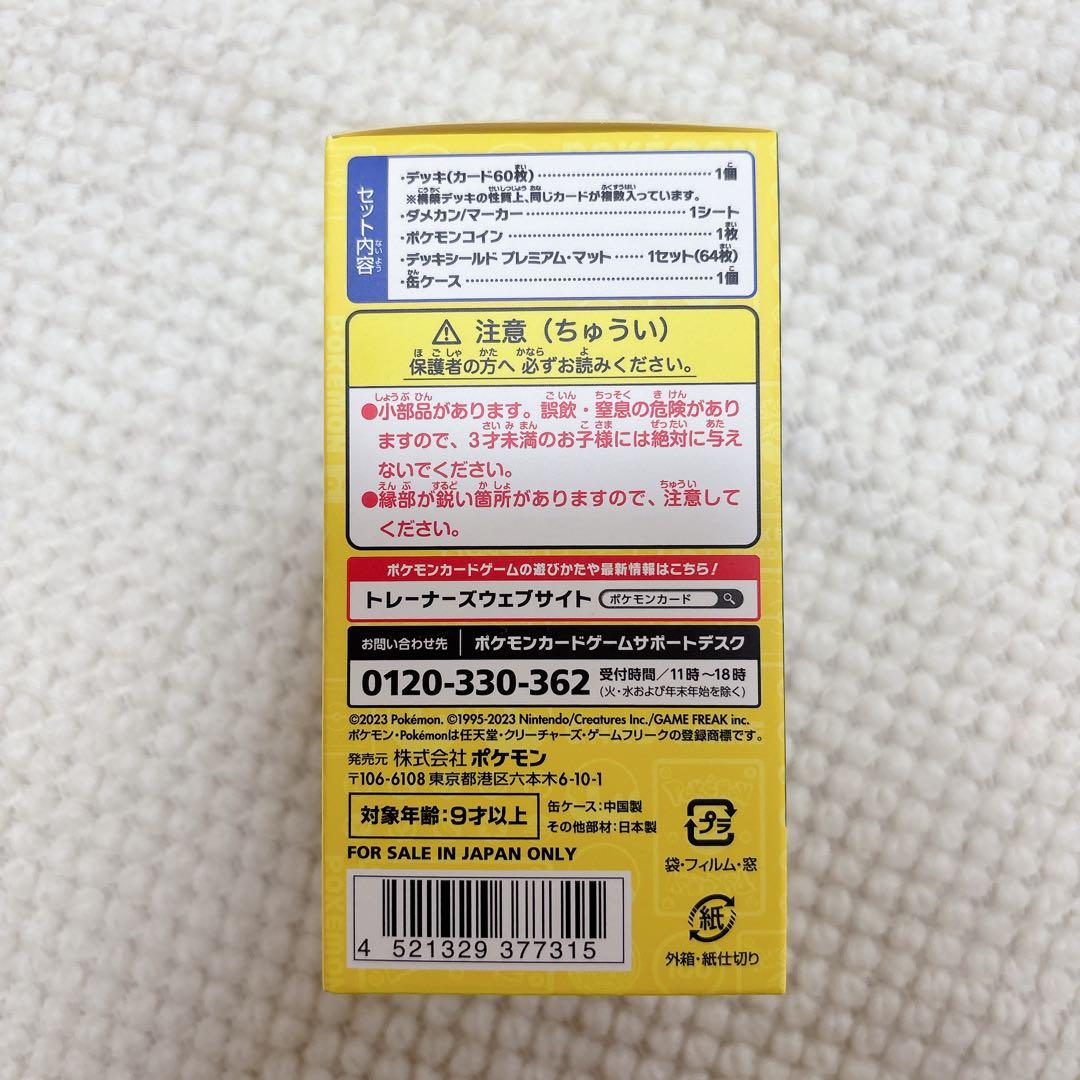 セット内容
・デッキ(カード60枚) 1個
※構築デッキの性質上、同じカードが複数入っています。
・ダメカン/マーカー 1シート
・ポケモンコイン 1枚
・デッキシールド プレミアム・マット 1セット(64枚)
・缶ケース 1個
⚠ 注意（ちゅうい）
保護者の方へ 必ずお読みください。
●小部品があります。誤飲・窒息の危険があり
ますので、3才未満のお子様には絶対に与え
ないでください。
●縁部が鋭い箇所がありますので、注意して
ください。
ポケモンカードゲームの遊びかたや最新情報はこちら！
トレーナーズウェブサイト ポケモンカード
お問い合わせ先 ポケモンカードゲームサポートデスク
0120-330-362 受付時間／11時～18時
(火・水および年末年始を除く)
©2023 Pokémon. ©1995-2023 Nintendo/Creatures Inc./GAME FREAK inc.
ポケモン・Pokémonは任天堂・クリーチャーズ・ゲームフリークの登録商標です。
発売元 株式会社ポケモン
〒106-6108 東京都港区六本木6-10-1
対象年齢:9才以上
缶ケース:中国製
その他部材:日本製
FOR SALE IN JAPAN ONLY
プラ
袋・フィルム・窓
紙
外箱・紙仕切り
4 521329 377315